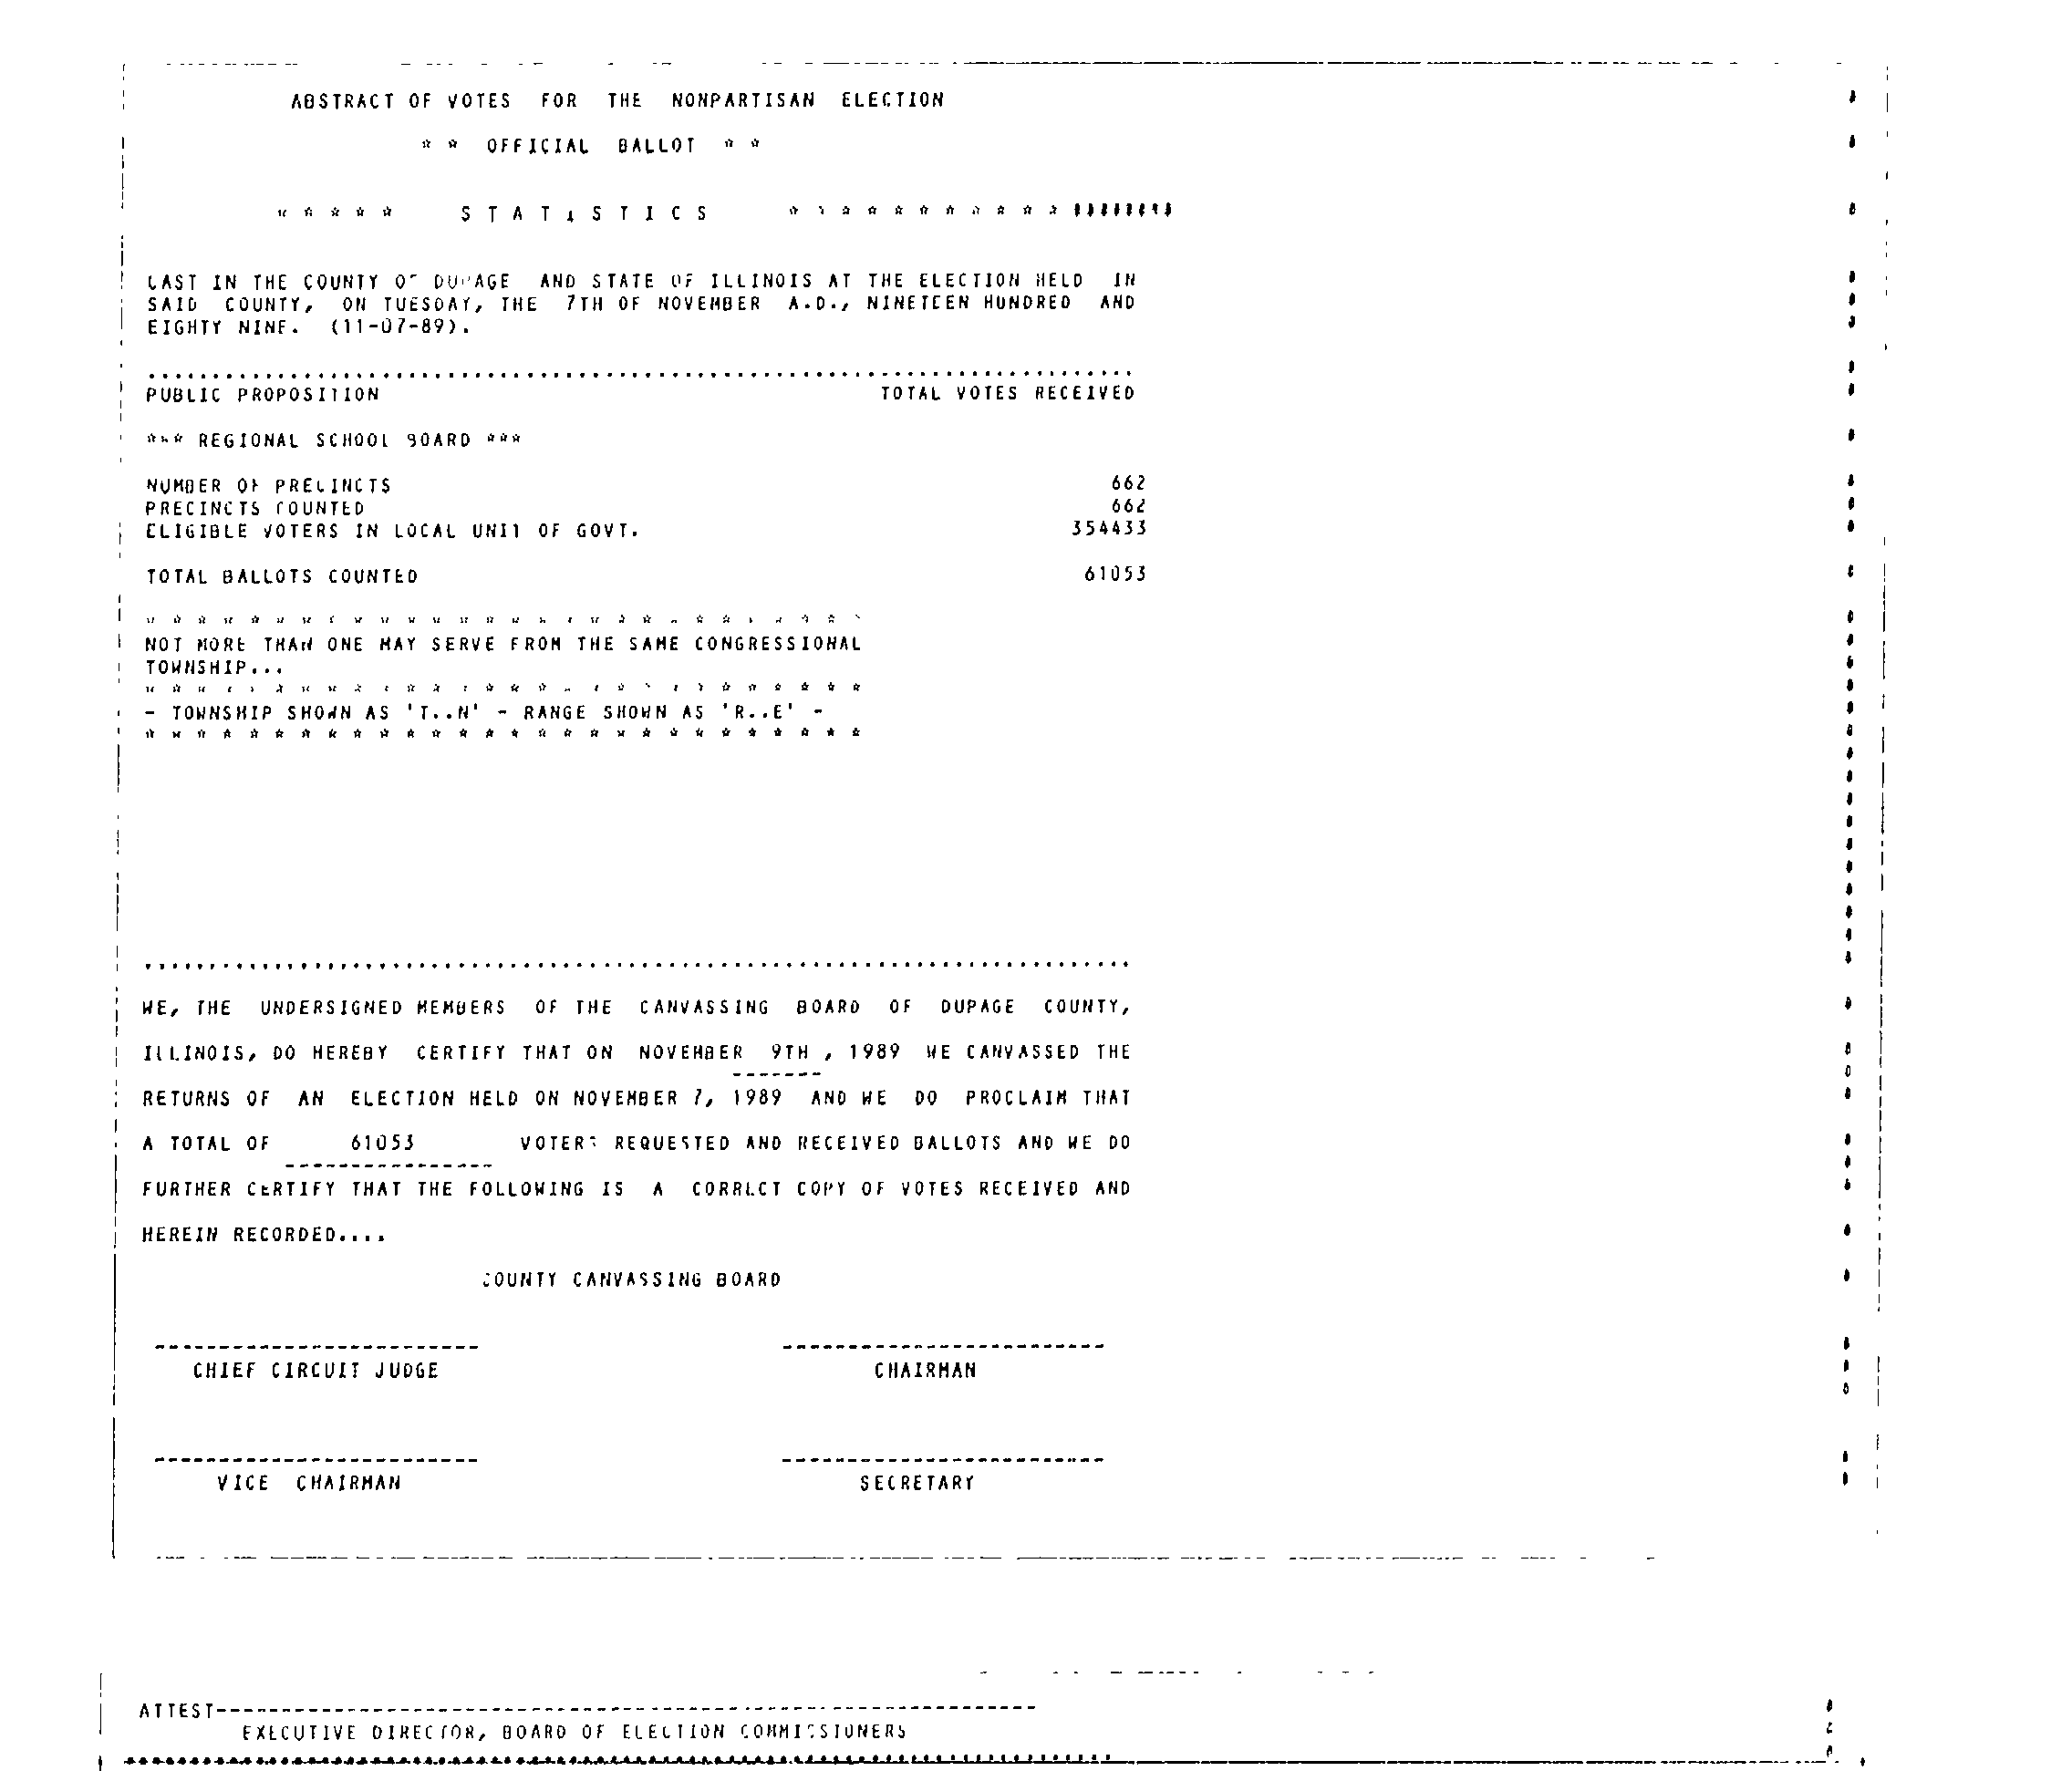 ABSTRACT OF VOTES FOR THE NONPARTISAN ELECTION
* * OFFICIAL BALLOT * *
* * * * * STATISTICS * * * * * * * * * * *
CAST IN THE COUNTY OF DUPAGE AND STATE OF ILLINOIS AT THE ELECTION HELD IN
SAID COUNTY, ON TUESDAY, THE 7TH OF NOVEMBER A.D., NINETEEN HUNDRED AND
EIGHTY NINE. (11-07-89).
PUBLIC PROPOSITION TOTAL VOTES RECEIVED
*** REGIONAL SCHOOL BOARD ***
NUMBER OF PRECINCTS 662
PRECINCTS COUNTED 662
ELIGIBLE VOTERS IN LOCAL UNIT OF GOVT. 354433
TOTAL BALLOTS COUNTED 61053
NOT MORE THAN ONE MAY SERVE FROM THE SAME CONGRESSIONAL
TOWNSHIP...
- TOWNSHIP SHOWN AS 'T..N' - RANGE SHOWN AS 'R..E' -
WE, THE UNDERSIGNED MEMBERS OF THE CANVASSING BOARD OF DUPAGE COUNTY,
ILLINOIS, DO HEREBY CERTIFY THAT ON NOVEMBER 9TH , 1989 WE CANVASSED THE
RETURNS OF AN ELECTION HELD ON NOVEMBER 7, 1989 AND WE DO PROCLAIM THAT
A TOTAL OF 61053 VOTERS REQUESTED AND RECEIVED BALLOTS AND WE DO
FURTHER CERTIFY THAT THE FOLLOWING IS A CORRECT COPY OF VOTES RECEIVED AND
HEREIN RECORDED....
COUNTY CANVASSING BOARD
CHIEF CIRCUIT JUDGE CHAIRMAN
VICE CHAIRMAN SECRETARY
ATTEST
EXECUTIVE DIRECTOR, BOARD OF ELECTION COMMISSIONERS